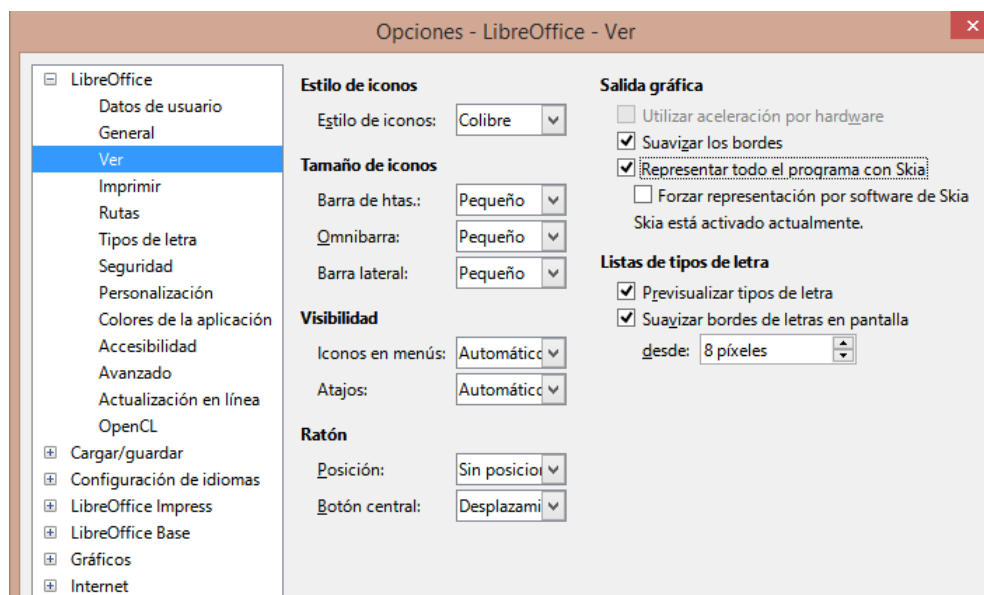 Opciones - LibreOffice - Ver
LibreOffice
Datos de usuario
General
Ver
Imprimir
Rutas
Tipos de letra
Seguridad
Personalización
Colores de la aplicación
Accesibilidad
Avanzado
Actualización en línea
OpenCL
Cargar/guardar
Configuración de idiomas
LibreOffice Impress
LibreOffice Base
Gráficos
Internet
Estilo de iconos
Estilo de iconos: Colibre
Tamaño de iconos
Barra de htas.: Pequeño
Omnibarra: Pequeño
Barra lateral: Pequeño
Visibilidad
Iconos en menús: Automático
Atajos: Automático
Ratón
Posición: Sin posicion
Botón central: Desplazami
Salida gráfica
Utilizar aceleración por hardware
Suavizar los bordes
Representar todo el programa con Skia
Forzar representación por software de Skia
Skia está activado actualmente.
Listas de tipos de letra
Previsualizar tipos de letra
Suavizar bordes de letras en pantalla
desde: 8 píxeles